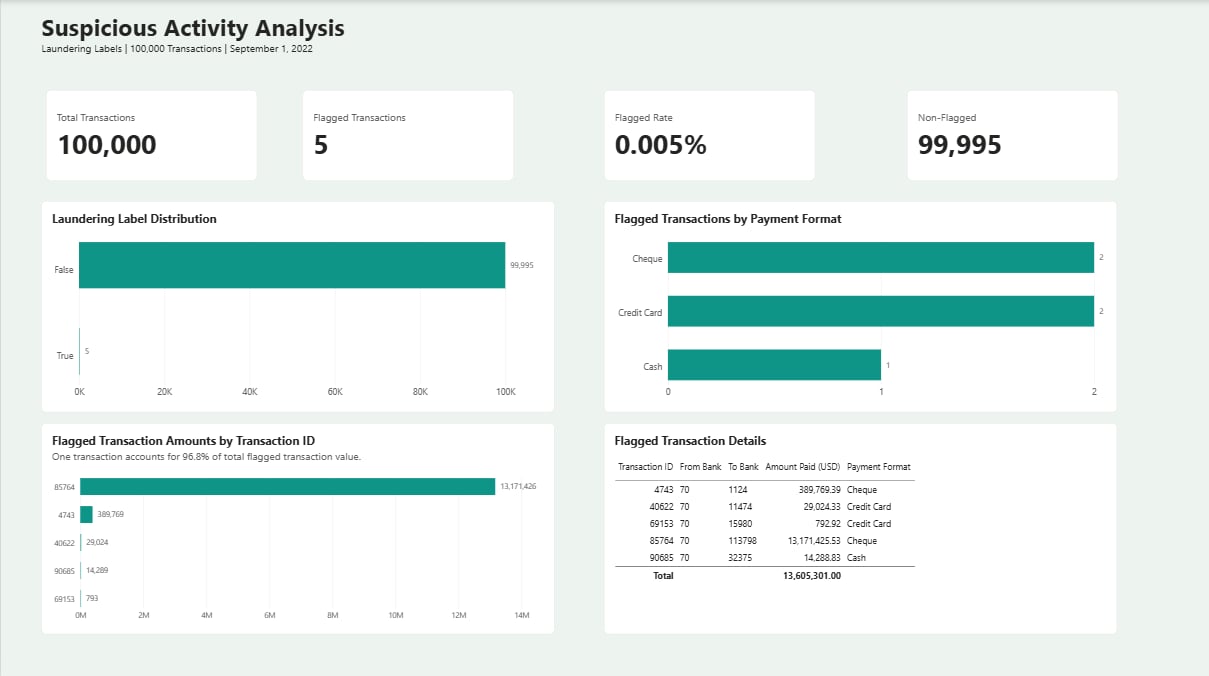 Suspicious Activity Analysis
Laundering Labels | 100,000 Transactions | September 1, 2022
Total Transactions
100,000
Flagged Transactions
5
Flagged Rate
0.005%
Non-Flagged
99,995
Laundering Label Distribution
False 99,995
True 5
0K 20K 40K 60K 80K 100K
Flagged Transactions by Payment Format
Cheque 2
Credit Card 2
Cash 1
0 1 2
Flagged Transaction Amounts by Transaction ID
One transaction accounts for 96.8% of total flagged transaction value.
85764 13,171,426
4743 389,769
40622 29,024
90685 14,289
69153 793
0M 2M 4M 6M 8M 10M 12M 14M
Flagged Transaction Details
Transaction ID From Bank To Bank Amount Paid (USD) Payment Format
4743 70 1124 389,769.39 Cheque
40622 70 11474 29,024.33 Credit Card
69153 70 15980 792.92 Credit Card
85764 70 113798 13,171,425.53 Cheque
90685 70 32375 14,288.83 Cash
Total 13,605,301.00